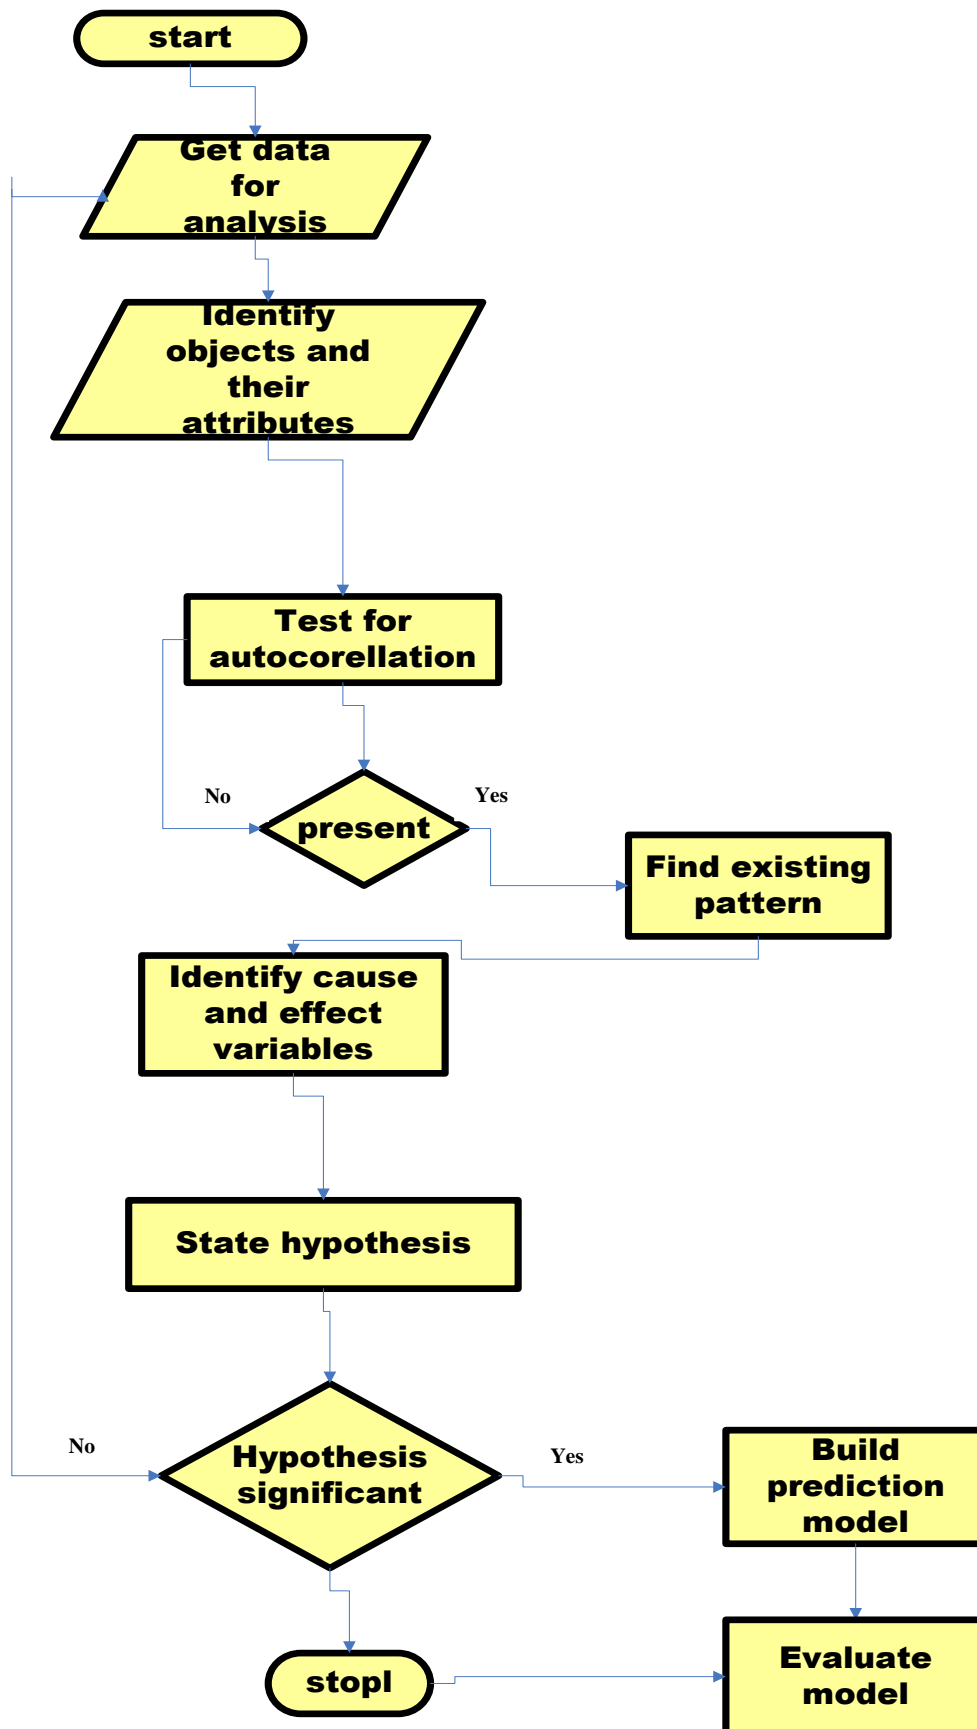 start
Get data
for
analysis
Identify
objects and
their
attributes
Test for
autocorellation
No
Yes
present
Find existing
pattern
Identify cause
and effect
variables
State hypothesis
No
Yes
Hypothesis
significant
Build
prediction
model
stopl
Evaluate
model